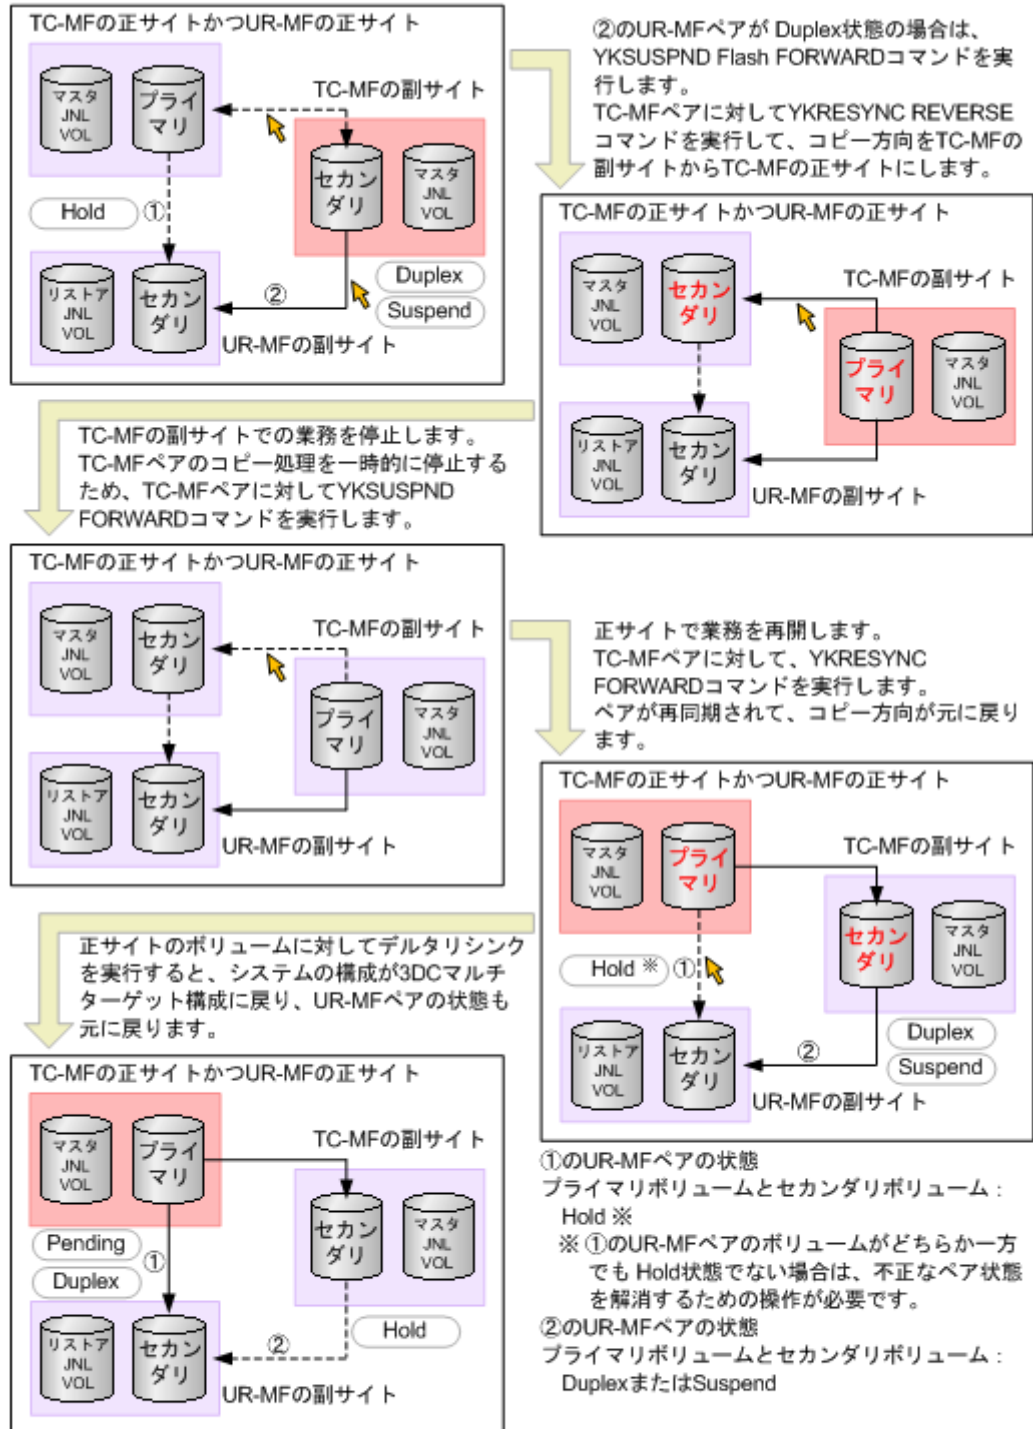 TC-MFの正サイトかつUR-MFの正サイト
マスタ
JNL
VOL
プライ
マリ
TC-MFの副サイト
セカン
ダリ
マスタ
JNL
VOL
Hold
①
Duplex
Suspend
②
リストア
JNL
VOL
セカン
ダリ
UR-MFの副サイト
②のUR-MFペアが Duplex状態の場合は、
YKSUSPND Flash FORWARDコマンドを実
行します。
TC-MFペアに対してYKRESYNC REVERSE
コマンドを実行して、コピー方向をTC-MFの
副サイトからTC-MFの正サイトにします。
TC-MFの正サイトかつUR-MFの正サイト
マスタ
JNL
VOL
セカン
ダリ
TC-MFの副サイト
プライ
マリ
マスタ
JNL
VOL
リストア
JNL
VOL
セカン
ダリ
UR-MFの副サイト
TC-MFの副サイトでの業務を停止します。
TC-MFペアのコピー処理を一時的に停止する
ため、TC-MFペアに対してYKSUSPND
FORWARDコマンドを実行します。
TC-MFの正サイトかつUR-MFの正サイト
マスタ
JNL
VOL
セカン
ダリ
TC-MFの副サイト
プライ
マリ
マスタ
JNL
VOL
リストア
JNL
VOL
セカン
ダリ
UR-MFの副サイト
正サイトで業務を再開します。
TC-MFペアに対して、YKRESYNC
FORWARDコマンドを実行します。
ペアが再同期されて、コピー方向が元に戻り
ます。
TC-MFの正サイトかつUR-MFの正サイト
マスタ
JNL
VOL
プライ
マリ
TC-MFの副サイト
セカン
ダリ
マスタ
JNL
VOL
Hold ※
①
Duplex
Suspend
②
リストア
JNL
VOL
セカン
ダリ
UR-MFの副サイト
正サイトのボリュームに対してデルタリシンク
を実行すると、システムの構成が3DCマルチ
ターゲット構成に戻り、UR-MFペアの状態も
元に戻ります。
TC-MFの正サイトかつUR-MFの正サイト
マスタ
JNL
VOL
プライ
マリ
TC-MFの副サイト
セカン
ダリ
マスタ
JNL
VOL
Pending
Duplex
①
Hold
②
リストア
JNL
VOL
セカン
ダリ
UR-MFの副サイト
①のUR-MFペアの状態
プライマリボリュームとセカンダリボリューム：
Hold ※
※ ①のUR-MFペアのボリュームがどちらか一方
でも Hold状態でない場合は、不正なペア状態
を解消するための操作が必要です。
②のUR-MFペアの状態
プライマリボリュームとセカンダリボリューム：
DuplexまたはSuspend